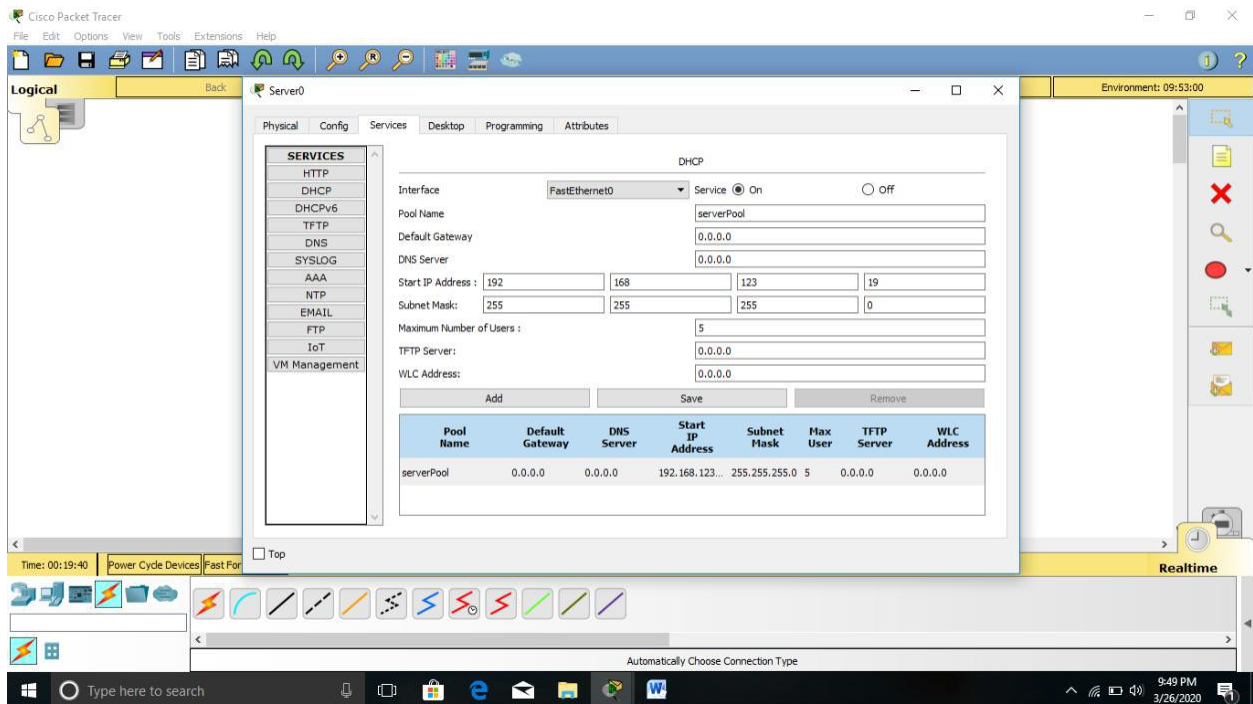 Cisco Packet Tracer
File Edit Options View Tools Extensions Help
Logical
Back
Environment: 09:53:00
Server0
Physical Config Services Desktop Programming Attributes
SERVICES
HTTP
DHCP
DHCPv6
TFTP
DNS
SYSLOG
AAA
NTP
EMAIL
FTP
IoT
VM Management
DHCP
Interface FastEthernet0 Service On Off
Pool Name serverPool
Default Gateway 0.0.0.0
DNS Server 0.0.0.0
Start IP Address : 192 168 123 19
Subnet Mask: 255 255 255 0
Maximum Number of Users : 5
TFTP Server: 0.0.0.0
WLC Address: 0.0.0.0
Add Save Remove
Pool Name Default Gateway DNS Server Start IP Address Subnet Mask Max User TFTP Server WLC Address
serverPool 0.0.0.0 0.0.0.0 192.168.123... 255.255.255.0 5 0.0.0.0 0.0.0.0
Top
Time: 00:19:40 Power Cycle Devices Fast For
Realtime
Automatically Choose Connection Type
Type here to search
9:49 PM
3/26/2020